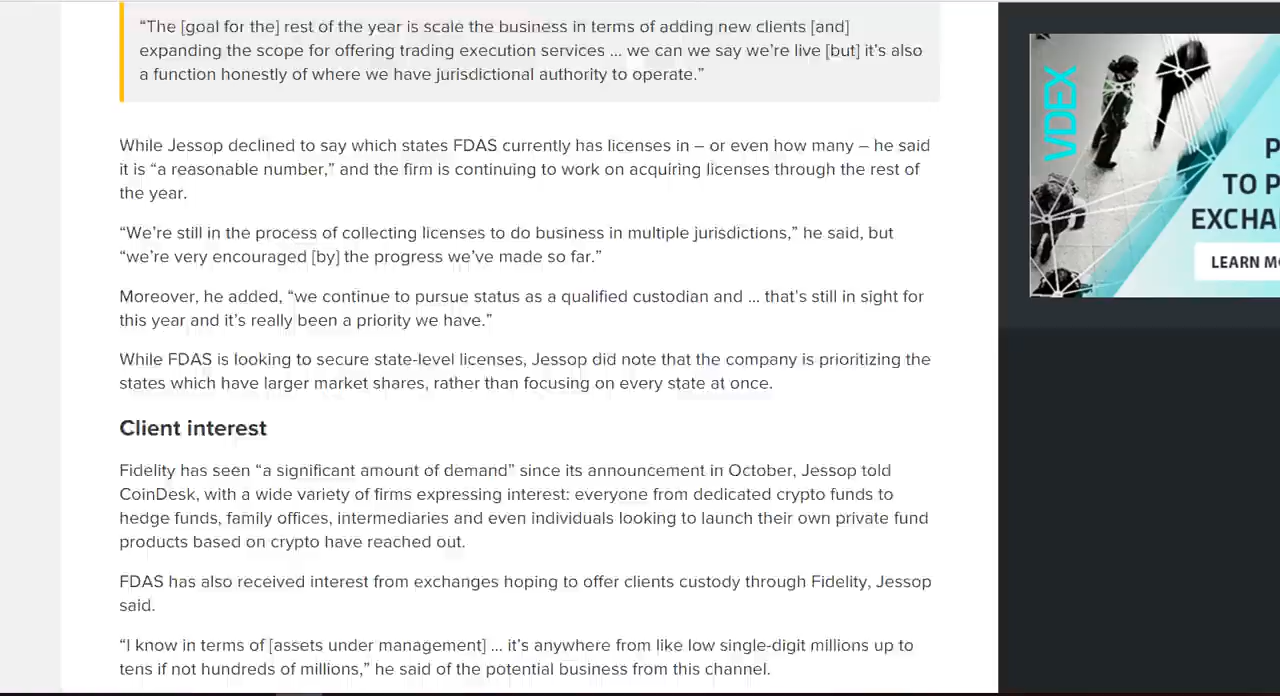 “The [goal for the] rest of the year is scale the business in terms of adding new clients [and]
expanding the scope for offering trading execution services ... we can we say we’re live [but] it’s also
a function honestly of where we have jurisdictional authority to operate.”
While Jessop declined to say which states FDAS currently has licenses in – or even how many – he said
it is “a reasonable number,” and the firm is continuing to work on acquiring licenses through the rest of
the year.
“We’re still in the process of collecting licenses to do business in multiple jurisdictions,” he said, but
“we’re very encouraged [by] the progress we’ve made so far.”
Moreover, he added, “we continue to pursue status as a qualified custodian and ... that’s still in sight for
this year and it’s really been a priority we have.”
While FDAS is looking to secure state-level licenses, Jessop did note that the company is prioritizing the
states which have larger market shares, rather than focusing on every state at once.
Client interest
Fidelity has seen “a significant amount of demand” since its announcement in October, Jessop told
CoinDesk, with a wide variety of firms expressing interest: everyone from dedicated crypto funds to
hedge funds, family offices, intermediaries and even individuals looking to launch their own private fund
products based on crypto have reached out.
FDAS has also received interest from exchanges hoping to offer clients custody through Fidelity, Jessop
said.
“I know in terms of [assets under management] ... it’s anywhere from like low single-digit millions up to
tens if not hundreds of millions,” he said of the potential business from this channel.
VDEX
P
TO P
EXCHA
LEARN M